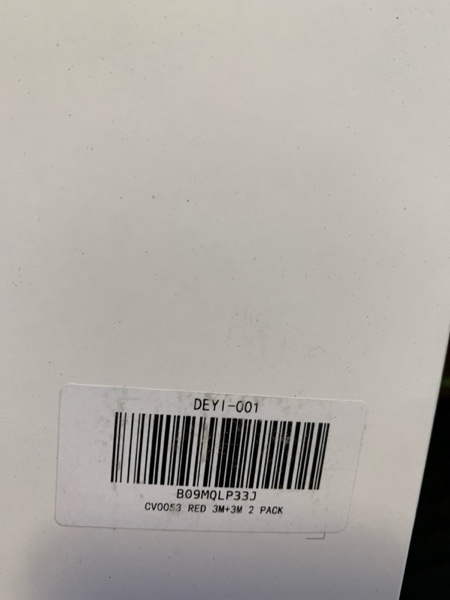 DEYI-001
B09MQLP33J
CV0053 RED 3M+3M 2 PACK